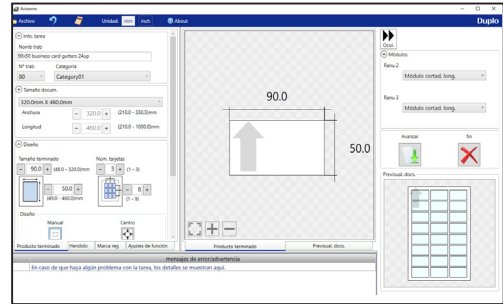 Asistente
Archivo
Unidad: mm inch
About
Duplo
Info. tarea
Nomb trab
90x50 business card gutters 24up
Nº trab Categoría
80 Category01
Tamaño docum.
320.0mm X 460.0mm
Anchura - 320.0 + (210.0 - 330.5)mm
Longitud - 460.0 + (210.0 - 1000.0)mm
Diseño
Tamaño terminado Núm. tarjetas
- 90.0 + (48.0 - 320.0)mm - 3 + (1 - 3)
- 50.0 + - 8 +
(49.0 - 460.0)mm (1 - 9)
Diseño
Manual Centro
Producto terminado Hendido Marca reg Ajustes de función
90.0
50.0
Producto terminado Previsual. docs.
Ocul.
Módulos
Ranu 2
Módulo cortad. long.
Ranu 3
Módulo cortad. long.
Avanzar fin
Previsual. docs.
mensajes de error/advertencia
En caso de que haya algún problema con la tarea, los detalles se muestran aquí.